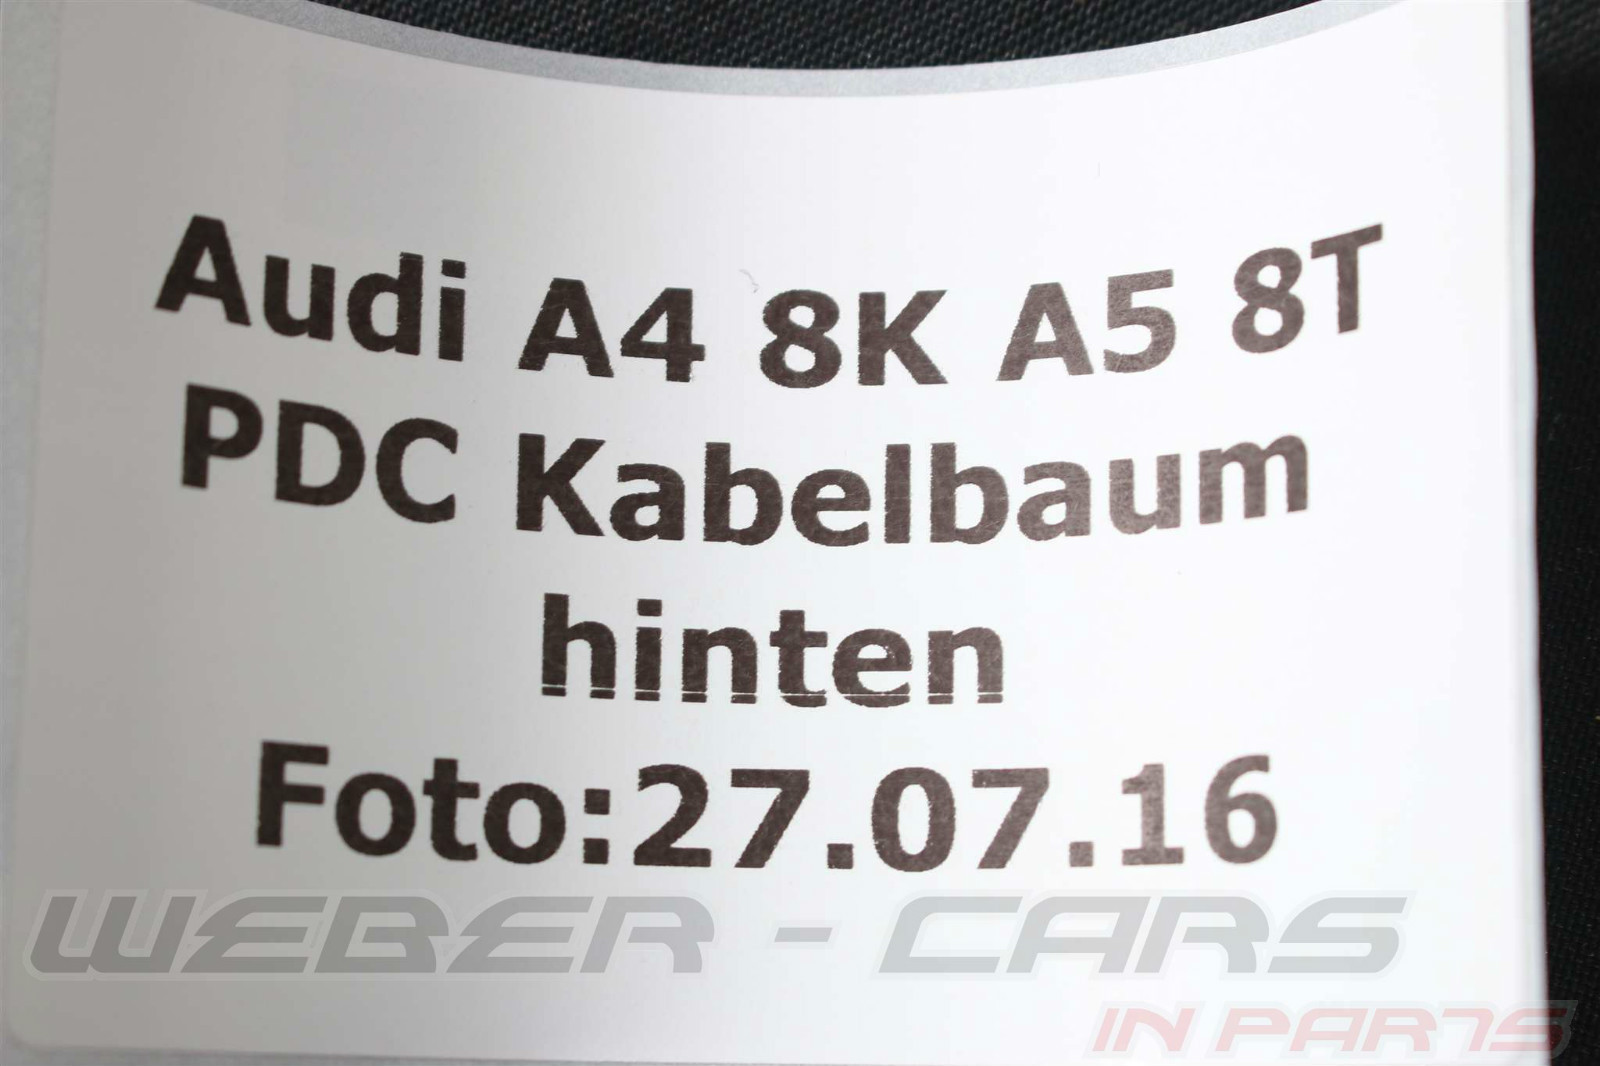 Audi A4 8K A5 8T
PDC Kabelbaum
hinten
Foto:27.07.16
WEBER - CARS
IN PARTS